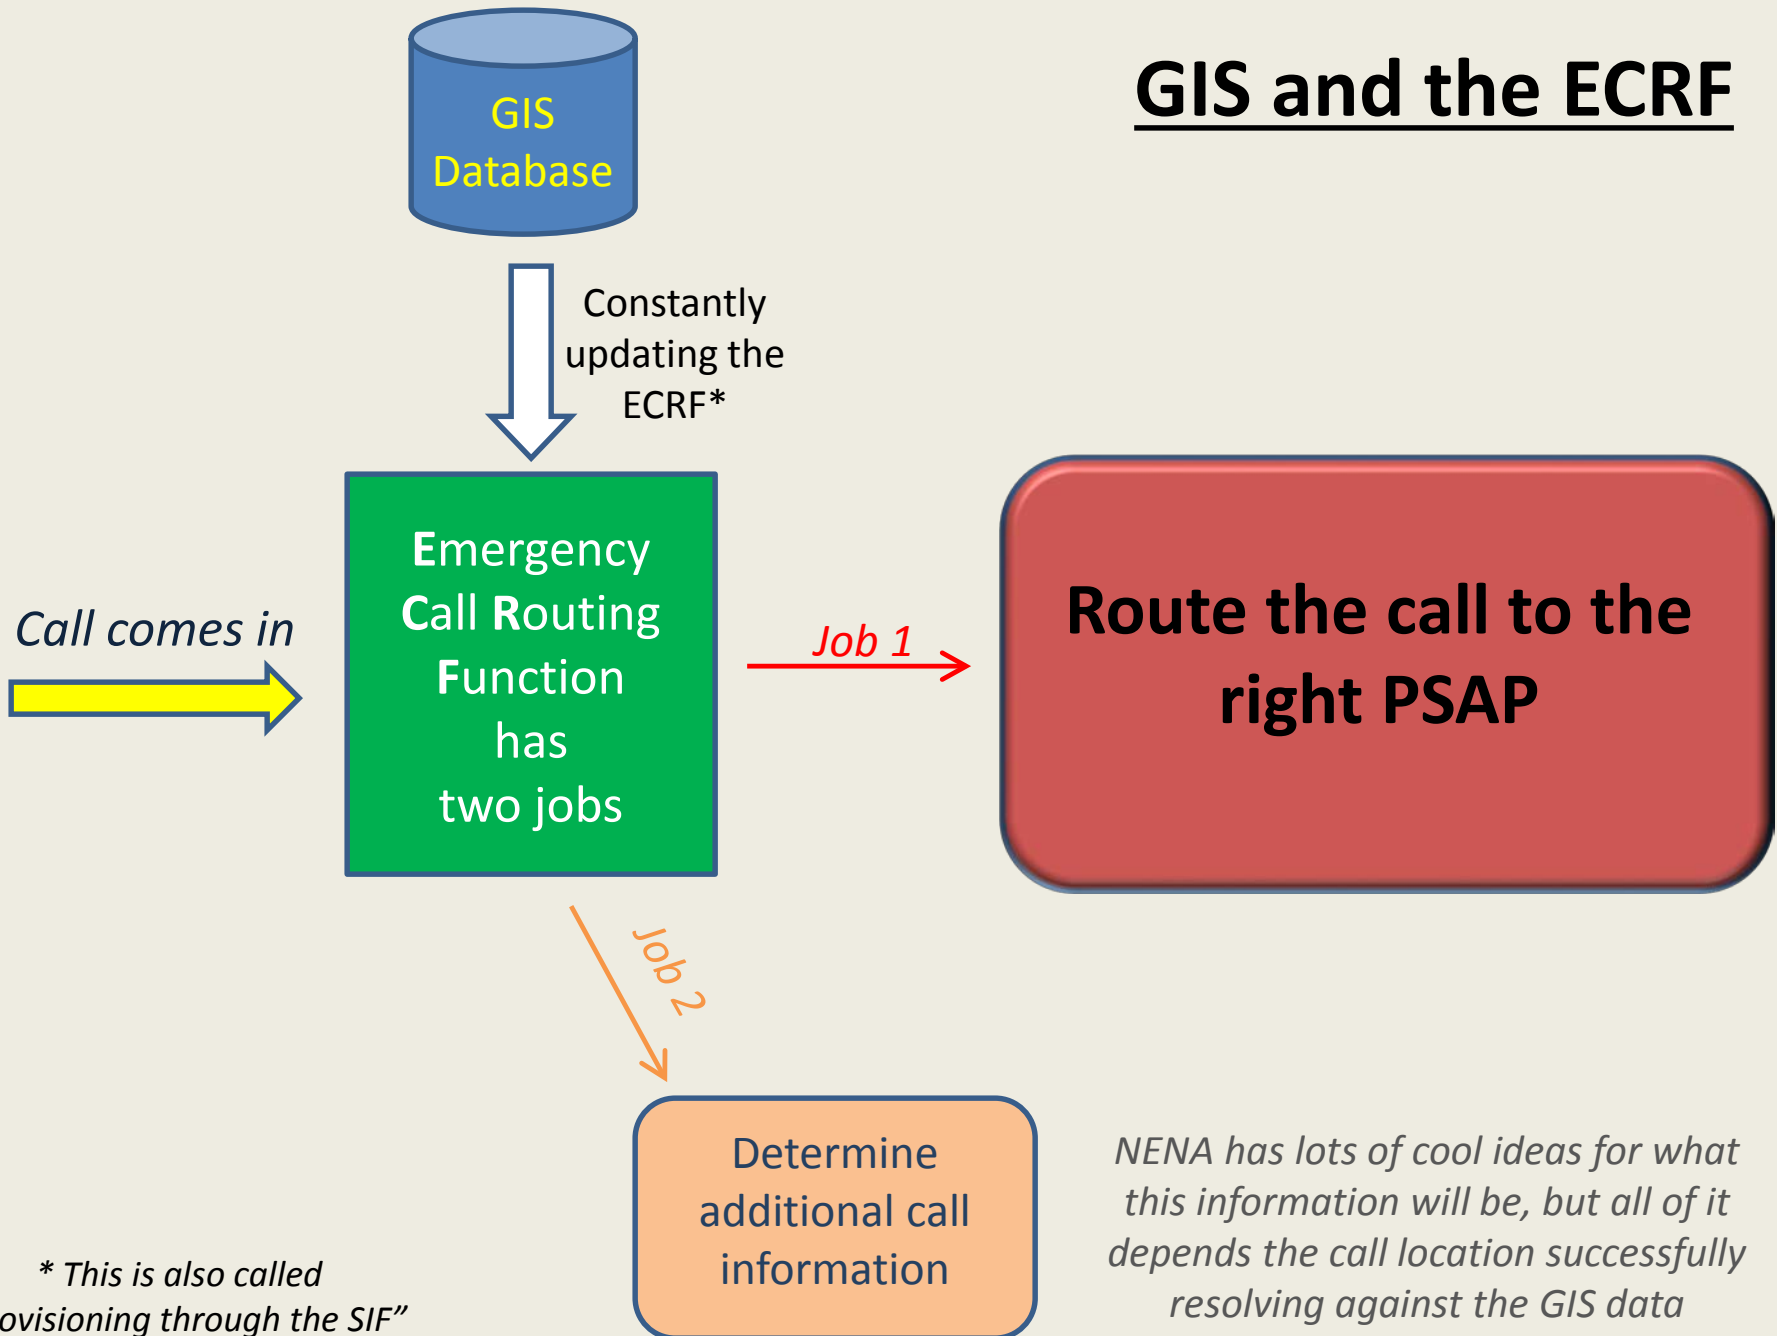 GIS and the ECRF
GIS
Database
Constantly
updating the
ECRF*
Call comes in
Emergency
Call Routing
Function
has
two jobs
Job 1
Route the call to the
right PSAP
Job 2
Determine
additional call
information
NENA has lots of cool ideas for what
this information will be, but all of it
depends the call location successfully
resolving against the GIS data
* This is also called
ovisioning through the SIF”